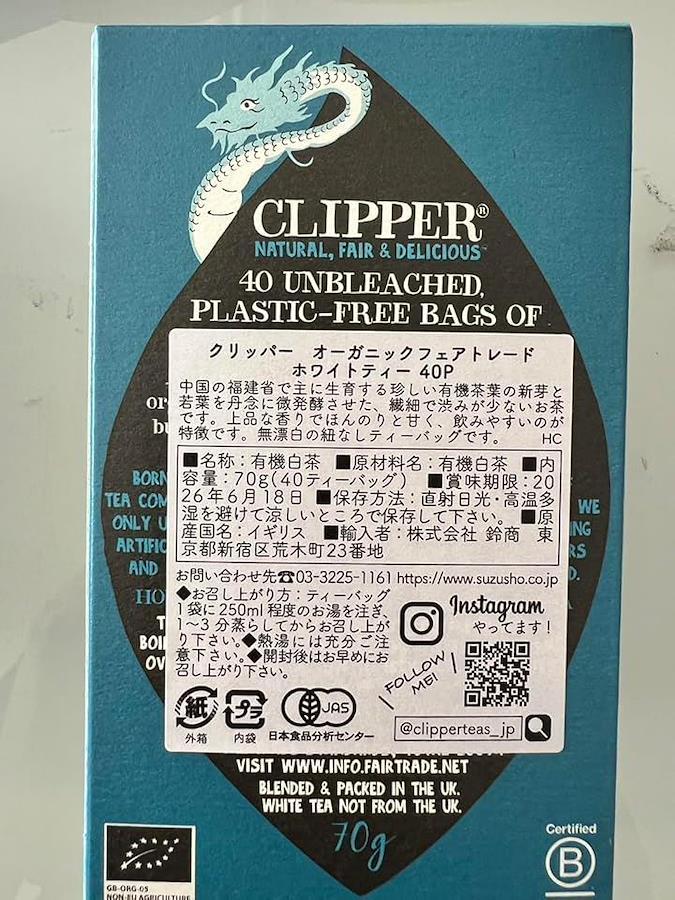 CLIPPER®
NATURAL, FAIR & DELICIOUS™
40 UNBLEACHED,
PLASTIC-FREE BAGS OF
クリッパー オーガニックフェアトレード
ホワイトティー 40P
中国の福建省で主に生育する珍しい有機茶葉の新芽と
若葉を丹念に微発酵させた、繊細で渋みが少ないお茶
です。上品な香りでほんのりと甘く、飲みやすいのが
特徴です。無漂白の紐なしティーバッグです。 HC
■名称:有機白茶 ■原材料名:有機白茶 ■内
容量:70g(40ティーバッグ) ■賞味期限:20
26年6月18日 ■保存方法:直射日光・高温多
湿を避けて涼しいところで保存して下さい。 ■原
産国名:イギリス ■輸入者:株式会社 鈴商 東
京都新宿区荒木町23番地
お問い合わせ先☎03-3225-1161 https://www.suzusho.co.jp
◆お召し上がり方:ティーバッグ
1袋に250ml程度のお湯を注ぎ、
1~3分蒸らしてからお召し上が
り下さい。◆熱湯には充分ご注
意下さい。◆開封後はお早めにお
召し上がり下さい。
Instagram
やってます!
FOLLOW
ME!
@clipperteas_jp
紙
外箱
プラ
内袋
JAS
日本食品分析センター
BORN
TEA COM
ONLY U
ARTIFIC
AND
WE
VISIT WWW.INFO.FAIRTRADE.NET
BLENDED & PACKED IN THE UK.
WHITE TEA NOT FROM THE UK.
70g
GB-ORG-05
NON-EU AGRICULTURE
Certified
B